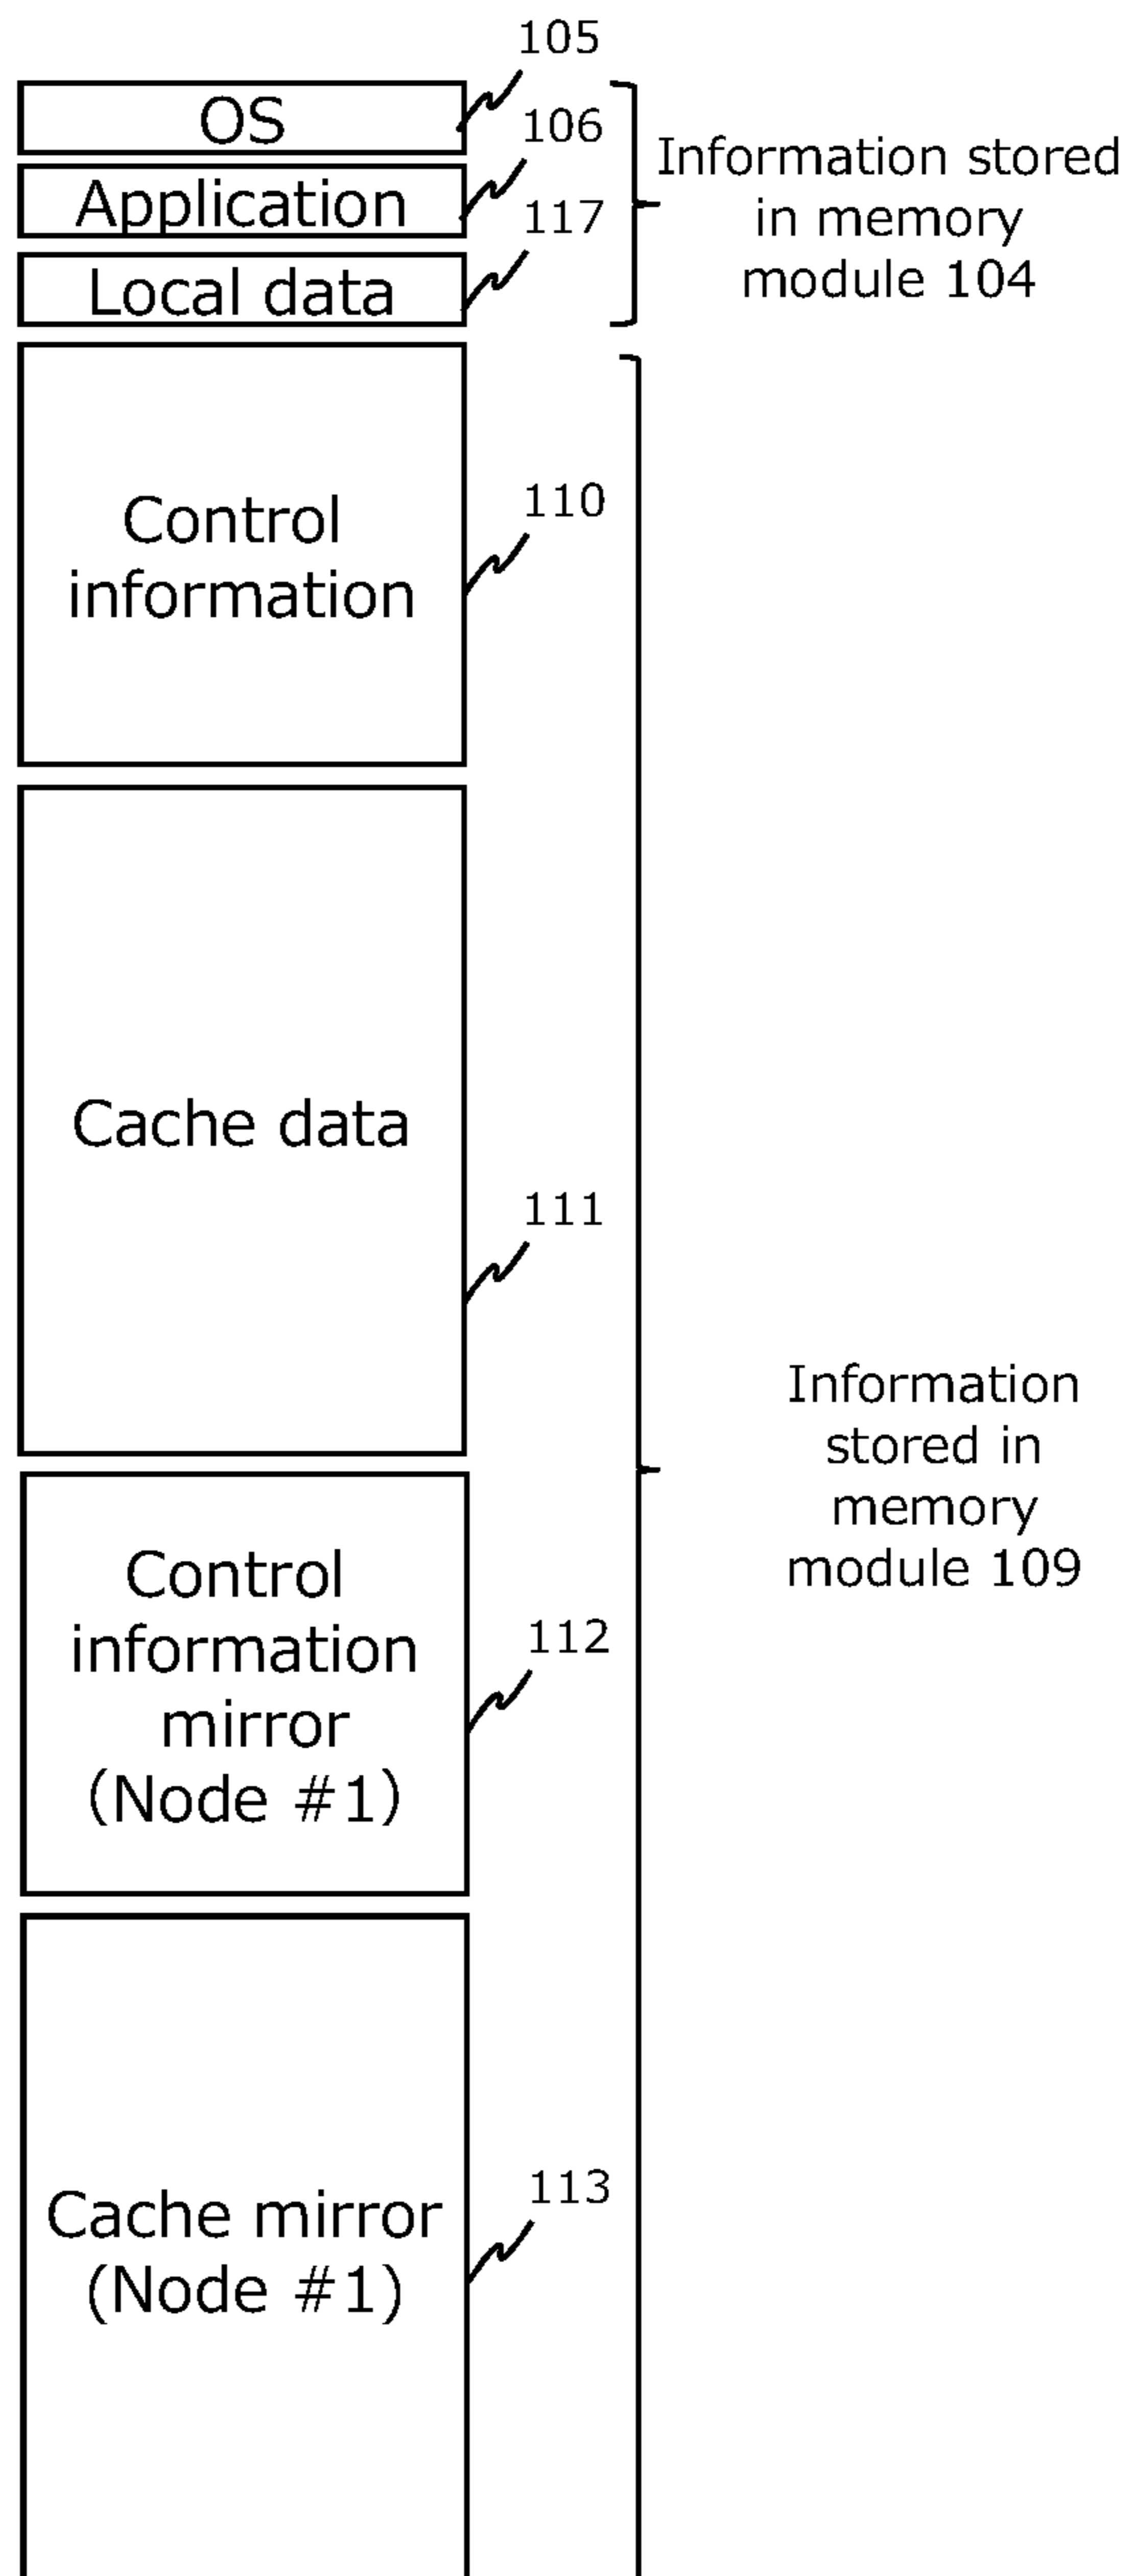 105
OS
106
Application
117
Local data
Information stored
in memory
module 104
Control
information
110
Cache data
111
Information
stored in
memory
module 109
Control
information
mirror
(Node #1)
112
Cache mirror
(Node #1)
113